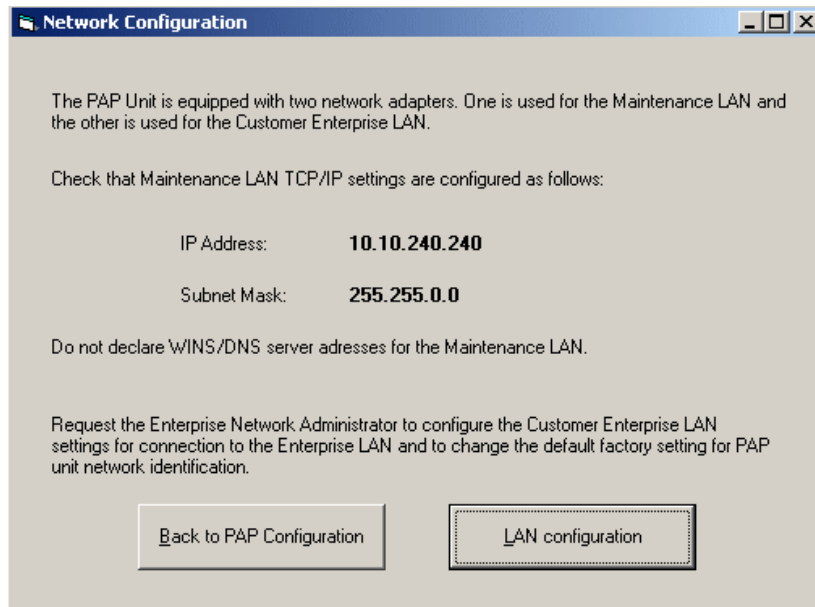 Network Configuration
The PAP Unit is equipped with two network adapters. One is used for the Maintenance LAN and
the other is used for the Customer Enterprise LAN.
Check that Maintenance LAN TCP/IP settings are configured as follows:
IP Address: 10.10.240.240
Subnet Mask: 255.255.0.0
Do not declare WINS/DNS server adresses for the Maintenance LAN.
Request the Enterprise Network Administrator to configure the Customer Enterprise LAN
settings for connection to the Enterprise LAN and to change the default factory setting for PAP
unit network identification.
Back to PAP Configuration LAN configuration